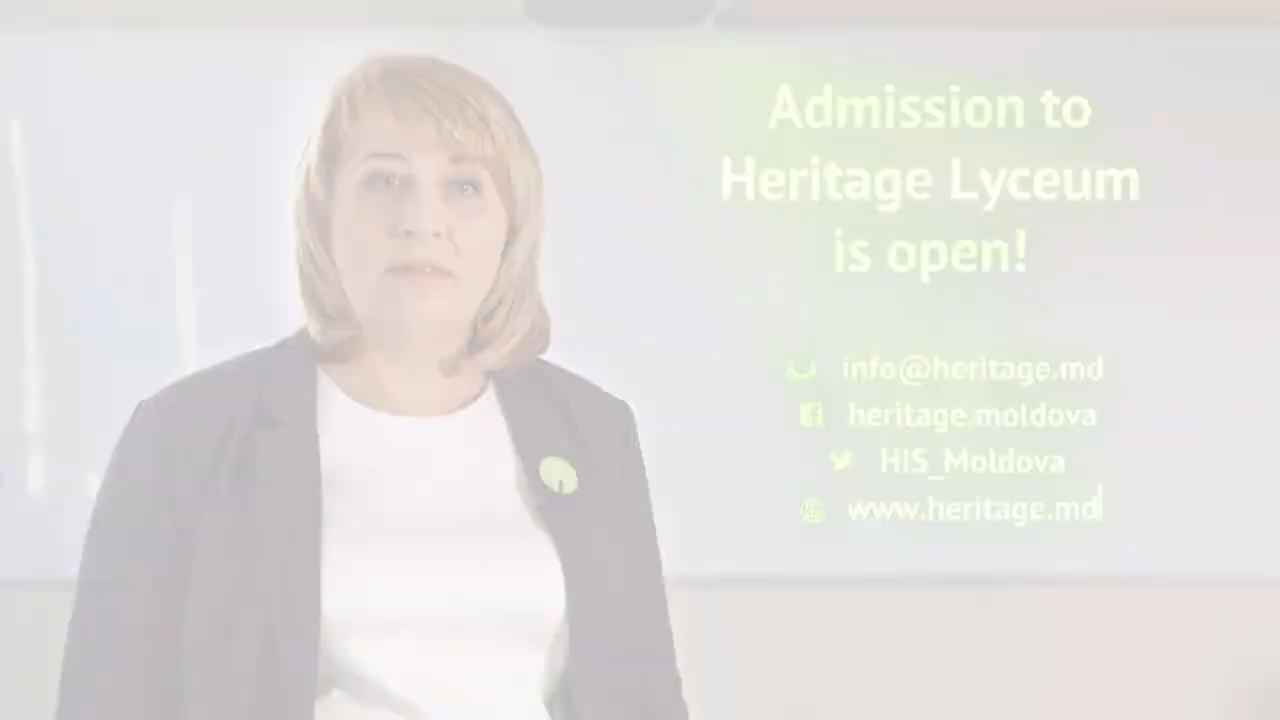 Admission to
Heritage Lyceum
is open!
info@heritage.md
heritage.moldova
HIS_Moldova
www.heritage.md